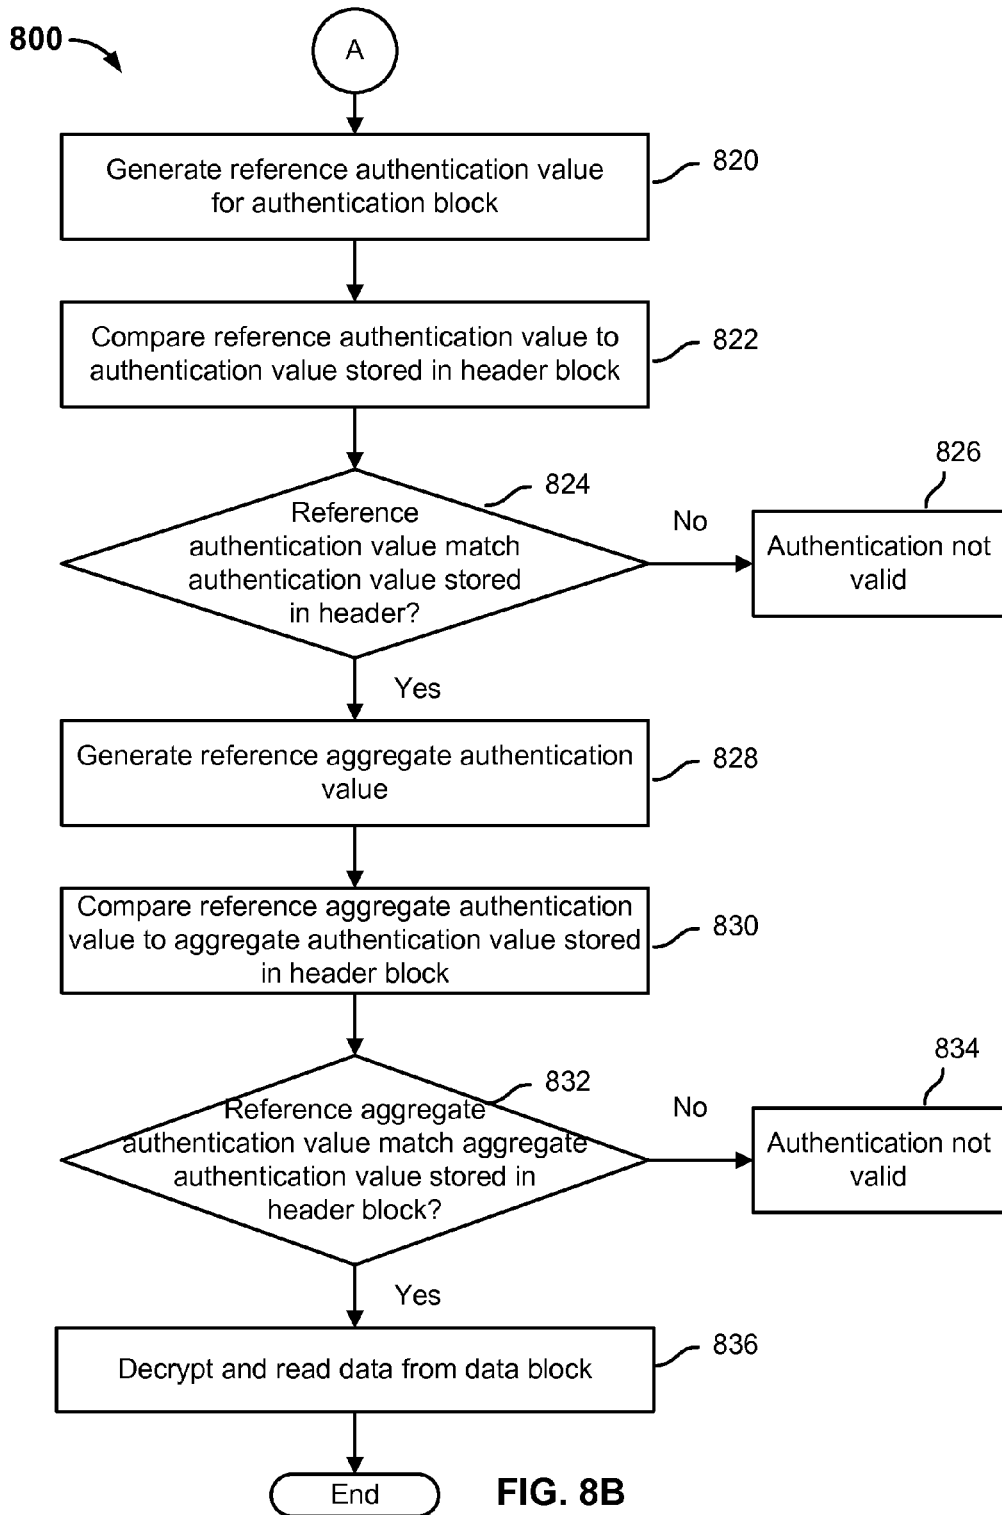 800
A
Generate reference authentication value
for authentication block
820
Compare reference authentication value to
authentication value stored in header block
822
Reference
authentication value match
authentication value stored
in header?
824
No
826
Authentication not
valid
Yes
Generate reference aggregate authentication
value
828
Compare reference aggregate authentication
value to aggregate authentication value stored
in header block
830
Reference aggregate
authentication value match aggregate
authentication value stored in
header block?
832
No
834
Authentication not
valid
Yes
Decrypt and read data from data block
836
End
FIG. 8B